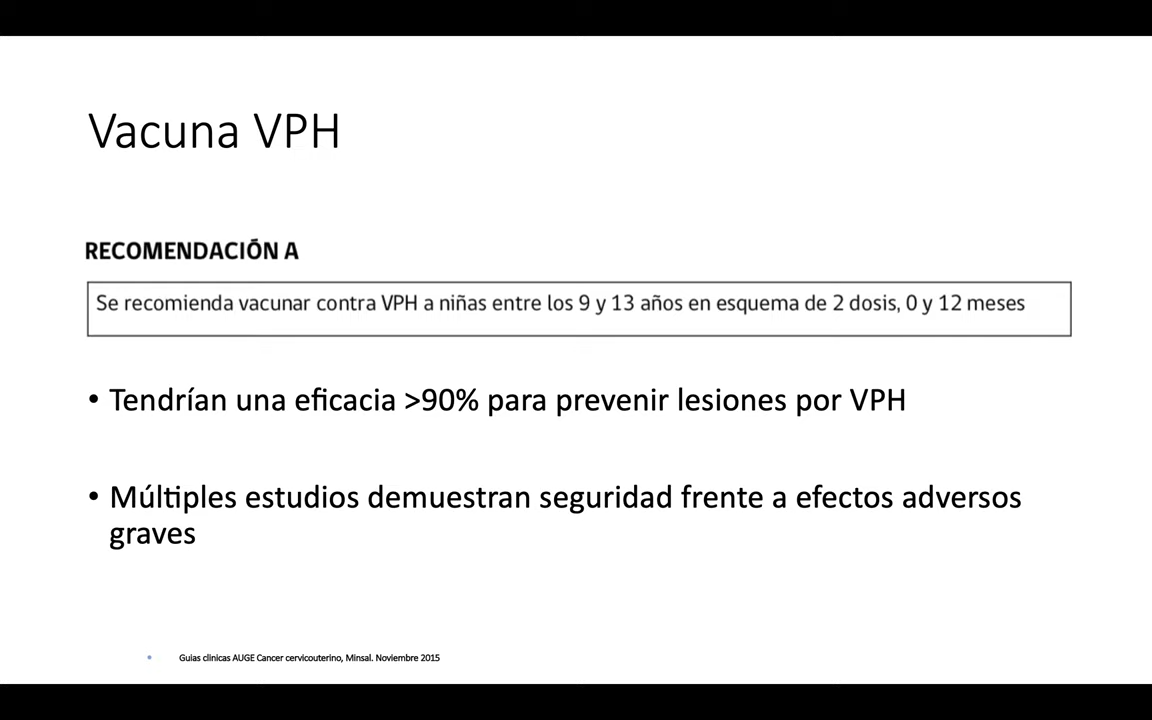 Vacuna VPH
RECOMENDACIÓN A
Se recomienda vacunar contra VPH a niñas entre los 9 y 13 años en esquema de 2 dosis, 0 y 12 meses
• Tendrían una eficacia >90% para prevenir lesiones por VPH
• Múltiples estudios demuestran seguridad frente a efectos adversos
graves
• Guias clinicas AUGE Cancer cervicouterino, Minsal. Noviembre 2015